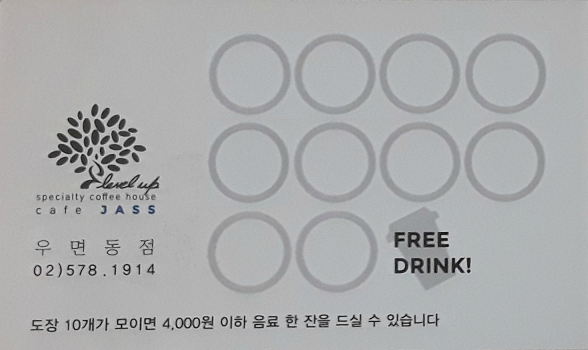 level up
specialty coffee house
cafe JASS
우면동점
02)578.1914
FREE
DRINK!
도장 10개가 모이면 4,000원 이하 음료 한 잔을 드실 수 있습니다